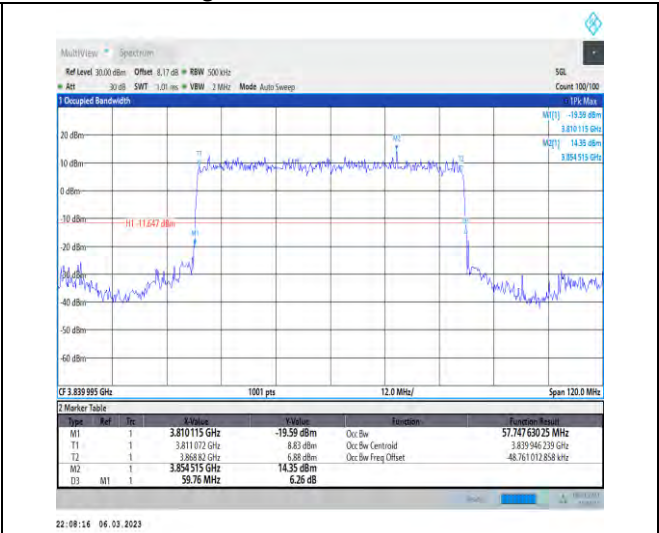 MultiView Spectrum
Ref Level 30.00 dBm Offset 8.17 dB RBW 500 kHz SGL
Att 30 dB SWT 1.01 ms VBW 2 MHz Mode Auto Sweep Count 100/100
1 Occupied Bandwidth 1Pk Max
M1[1] -19.59 dBm
3.810 115 GHz
M2[1] 14.35 dBm
3.854 515 GHz
20 dBm
M2
T1 T2
10 dBm
0 dBm
-10 dBm
H1 -11.647 dBm
M1
-20 dBm
-40 dBm
-50 dBm
-60 dBm
CF 3.839 995 GHz 1001 pts 12.0 MHz/ Span 120.0 MHz
2 Marker Table
Type Ref Trc X-Value Y-Value Function Function Result
M1 1 3.810 115 GHz -19.59 dBm Occ Bw 57.747 630 25 MHz
T1 1 3.811 072 GHz 8.83 dBm Occ Bw Centroid 3.839 946 239 GHz
T2 1 3.868 82 GHz 6.88 dBm Occ Bw Freq Offset -48.761 012 858 kHz
M2 1 3.854 515 GHz 14.35 dBm
D3 M1 1 59.76 MHz 6.26 dB
22:08:16 06.03.2023